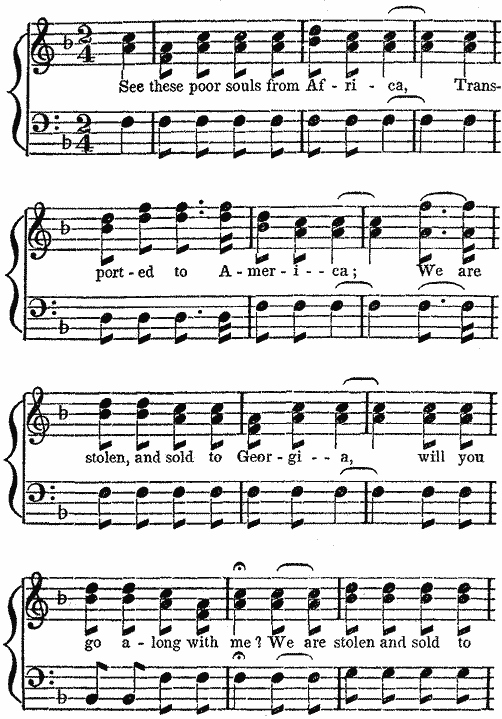 See these poor souls from Af - ri - ca, Trans-
port - ed to A - mer - i - - ca; We are
stolen, and sold to Geor - gi - - a, will you
go a - long with me? We are stolen and sold to